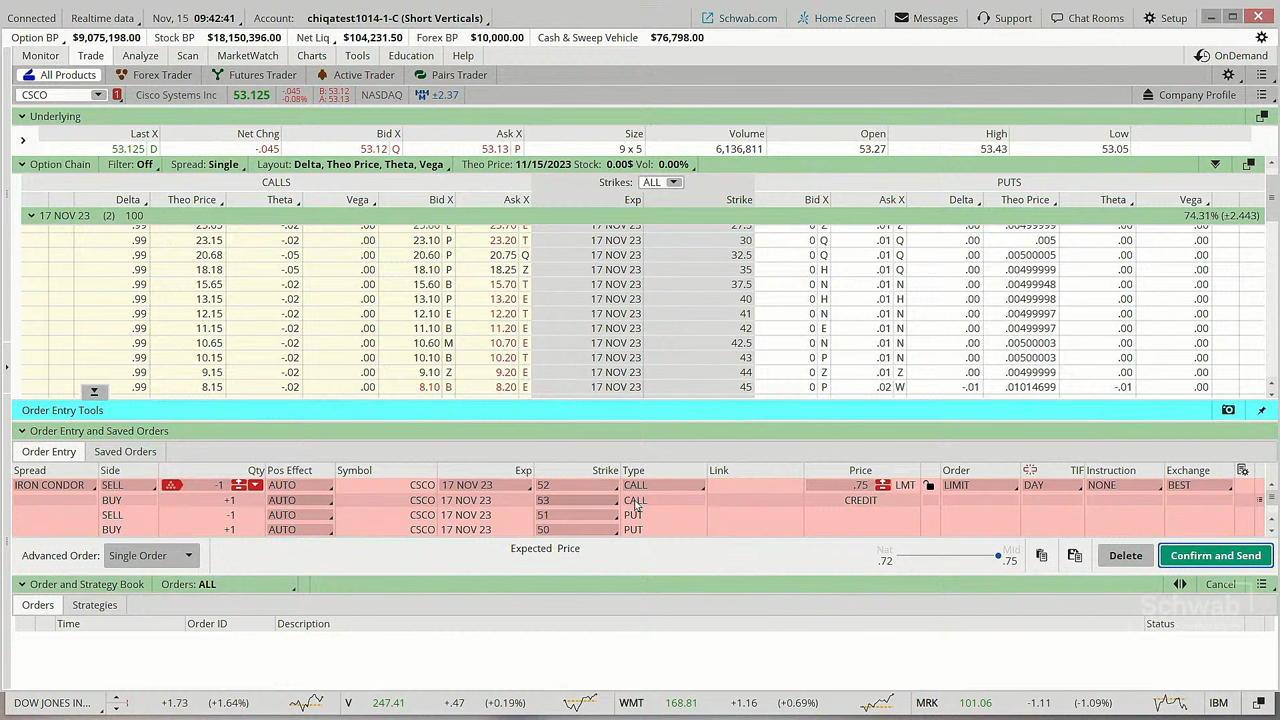 Connected Realtime data Nov, 15 09:42:41 Account: chiqatest1014-1-C (Short Verticals) Schwab.com Home Screen Messages Support Chat Rooms Setup
Option BP $9,075,198.00 Stock BP $18,150,396.00 Net Liq $104,231.50 Forex BP $10,000.00 Cash & Sweep Vehicle $76,798.00
Monitor Trade Analyze Scan MarketWatch Charts Tools Education Help OnDemand
All Products Forex Trader Futures Trader Active Trader Pairs Trader
CSCO 1 Cisco Systems Inc 53.125 -.045 -0.08% B: 53.12 A: 53.13 NASDAQ ±2.37 Company Profile
Underlying
Last X Net Chng Bid X Ask X Size Volume Open High Low
53.125 D -.045 53.12 Q 53.13 P 9 x 5 6,136,811 53.27 53.43 53.05
Option Chain Filter: Off Spread: Single Layout: Delta, Theo Price, Theta, Vega Theo Price: 11/15/2023 Stock: 0.00$ Vol: 0.00%
CALLS Strikes: ALL PUTS
Delta Theo Price Theta Vega Bid X Ask X Exp Strike Bid X Ask X Delta Theo Price Theta Vega
17 NOV 23 (2) 100 74.31% (±2.443)
.99 23.15 -.02 .00 23.10 P 23.20 T 17 NOV 23 30 0 Q .01 Q .00 .005 .00 .00
.99 20.68 -.05 .00 20.60 P 20.75 Q 17 NOV 23 32.5 0 Q .01 Q .00 .00500005 .00 .00
.99 18.18 -.05 .00 18.10 P 18.25 Z 17 NOV 23 35 0 H .01 Q .00 .00499999 .00 .00
.99 15.65 -.02 .00 15.60 B 15.70 T 17 NOV 23 37.5 0 N .01 N .00 .00499948 .00 .00
.99 13.15 -.02 .00 13.10 P 13.20 E 17 NOV 23 40 0 H .01 H .00 .00499998 .00 .00
.99 12.15 -.02 .00 12.10 E 12.20 T 17 NOV 23 41 0 N .01 N .00 .00499997 .00 .00
.99 11.15 -.02 .00 11.10 B 11.20 E 17 NOV 23 42 0 E .01 N .00 .00499997 .00 .00
.99 10.65 -.02 .00 10.60 M 10.70 E 17 NOV 23 42.5 0 N .01 N .00 .00500003 .00 .00
.99 10.15 -.02 .00 10.10 B 10.20 T 17 NOV 23 43 0 P .01 N .00 .00500003 .00 .00
.99 9.15 -.02 .00 9.10 Z 9.20 E 17 NOV 23 44 0 Z .01 Z .00 .00499999 .00 .00
.99 8.15 -.02 .00 8.10 B 8.20 E 17 NOV 23 45 0 P .02 W -.01 .01014699 -.01 .00
Order Entry Tools
Order Entry and Saved Orders
Order Entry Saved Orders
Spread Side Qty Pos Effect Symbol Exp Strike Type Link Price Order TIF Instruction Exchange
IRON CONDOR SELL -1 AUTO CSCO 17 NOV 23 52 CALL .75 LMT LIMIT DAY NONE BEST
BUY +1 AUTO CSCO 17 NOV 23 53 CALL CREDIT
SELL -1 AUTO CSCO 17 NOV 23 51 PUT
BUY +1 AUTO CSCO 17 NOV 23 50 PUT
Advanced Order: Single Order Expected Price Nat .72 Mid .75 Delete Confirm and Send
Order and Strategy Book Orders: ALL Cancel
Orders Strategies Schwab
Time Order ID Description Status
DOW JONES IN... +1.73 (+1.64%) V 247.41 +.47 (+0.19%) WMT 168.81 +1.16 (+0.69%) MRK 101.06 -1.11 (-1.09%) IBM